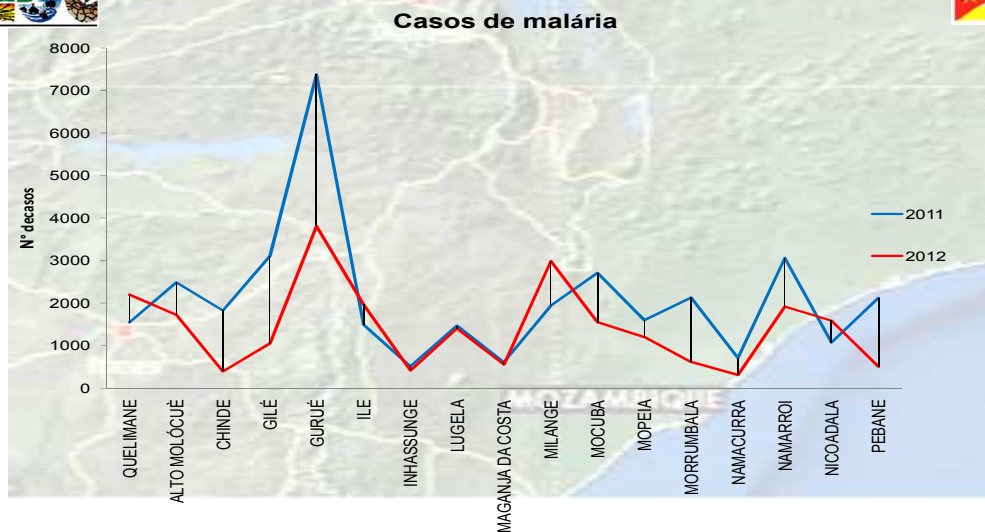 Casos de malária
8000
7000
6000
5000
4000
3000
2000
1000
0
Nº decasos
2011
2012
QUELIMANE
ALTO MOLÓCUÈ
CHINDE
GILÉ
GURUÉ
ILE
INHASSUNGE
LUGELA
MAGANJA DA COSTA
MILANGE
MOCUBA
MOPEIA
MORRUMBALA
NAMACURRA
NAMARROI
NICOADALA
PEBANE
MOZAMBIQUE